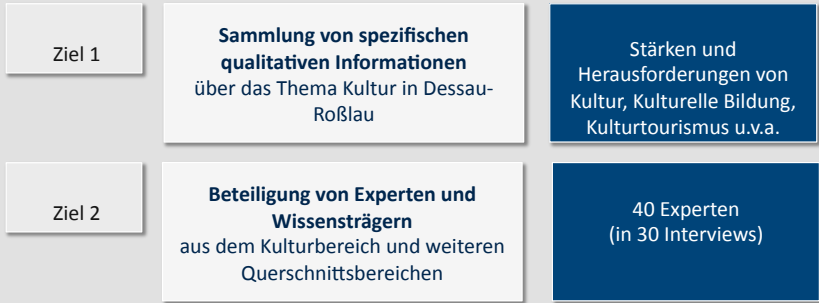 Ziel 1
Sammlung von spezifischen
qualitativen Informationen
über das Thema Kultur in Dessau-
Roßlau
Stärken und
Herausforderungen von
Kultur, Kulturelle Bildung,
Kulturtourismus u.v.a.
Ziel 2
Beteiligung von Experten und
Wissensträgern
aus dem Kulturbereich und weiteren
Querschnittsbereichen
40 Experten
(in 30 Interviews)